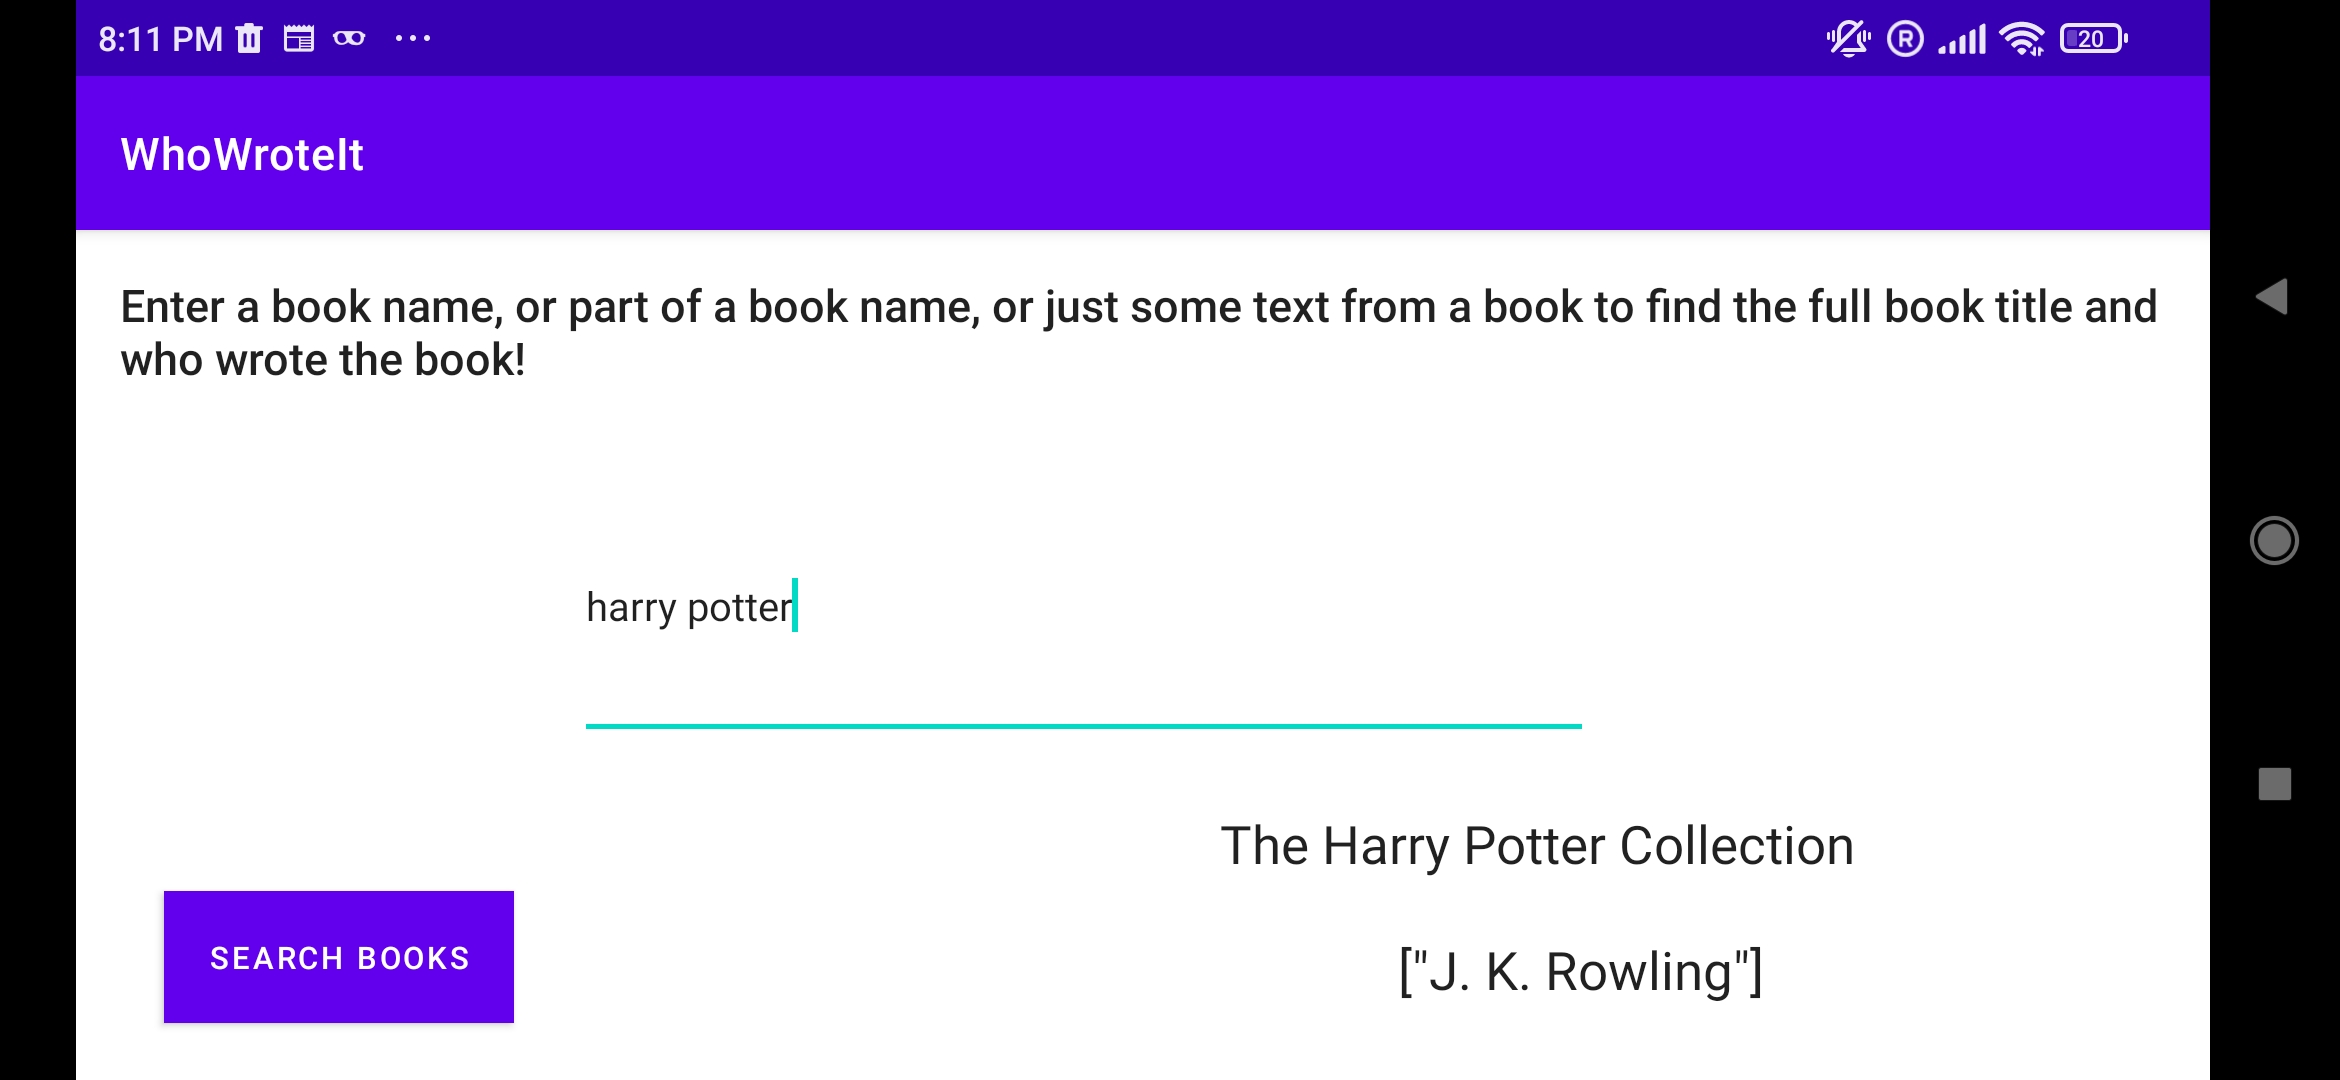 8:11 PM
R
20
WhoWroteIt
Enter a book name, or part of a book name, or just some text from a book to find the full book title and
who wrote the book!
harry potter
The Harry Potter Collection
SEARCH BOOKS
["J. K. Rowling"]